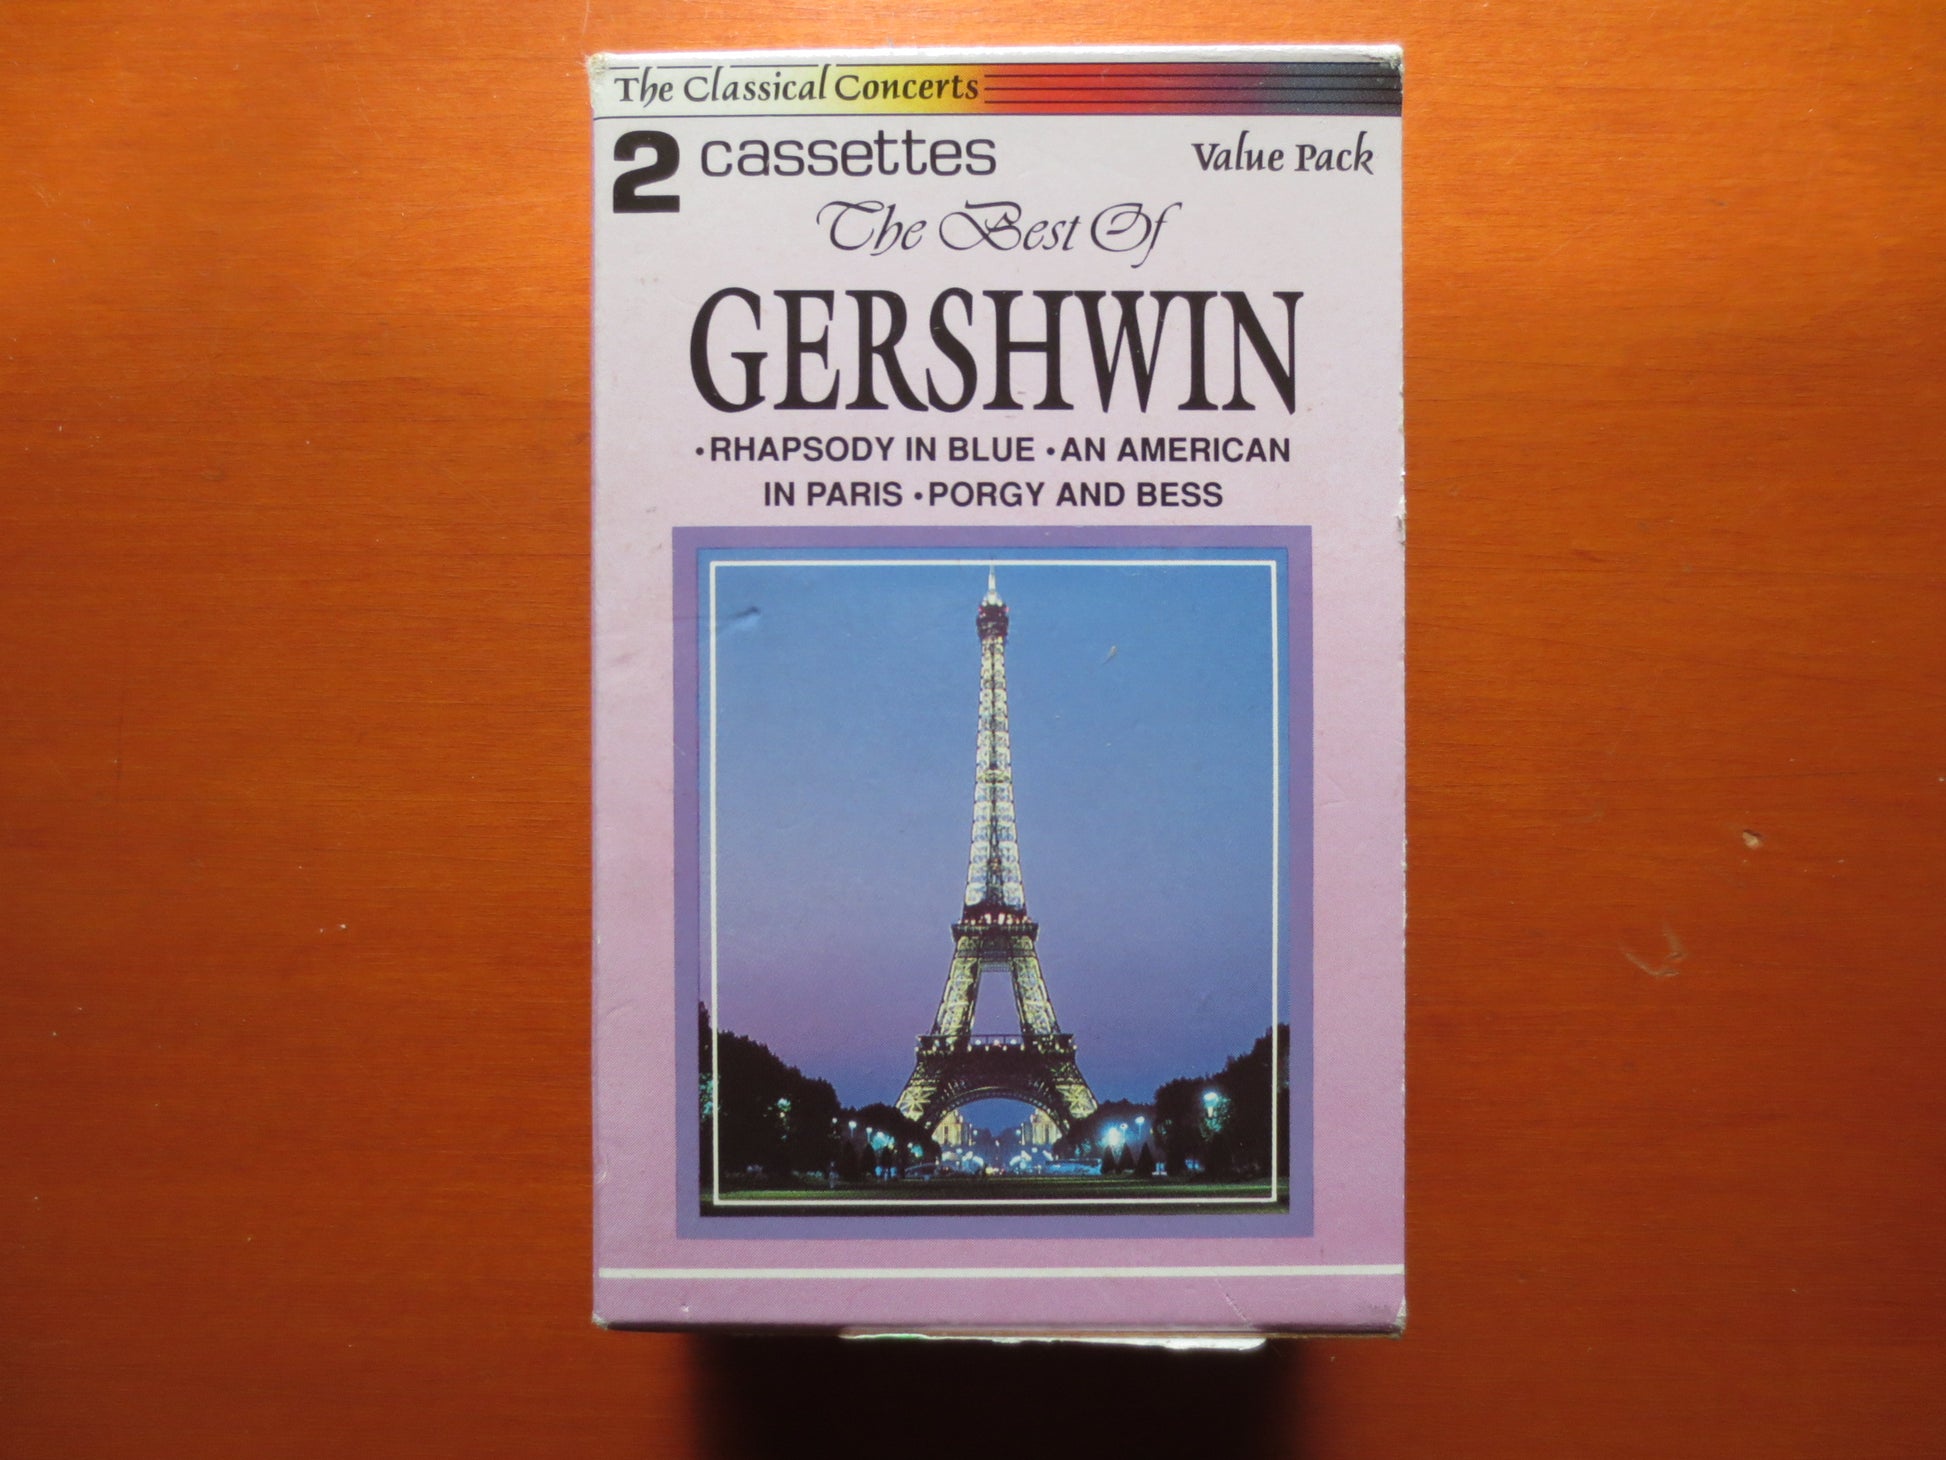 The Classical Concerts
2 cassettes Value Pack
The Best Of
GERSHWIN
•RHAPSODY IN BLUE •AN AMERICAN
IN PARIS •PORGY AND BESS